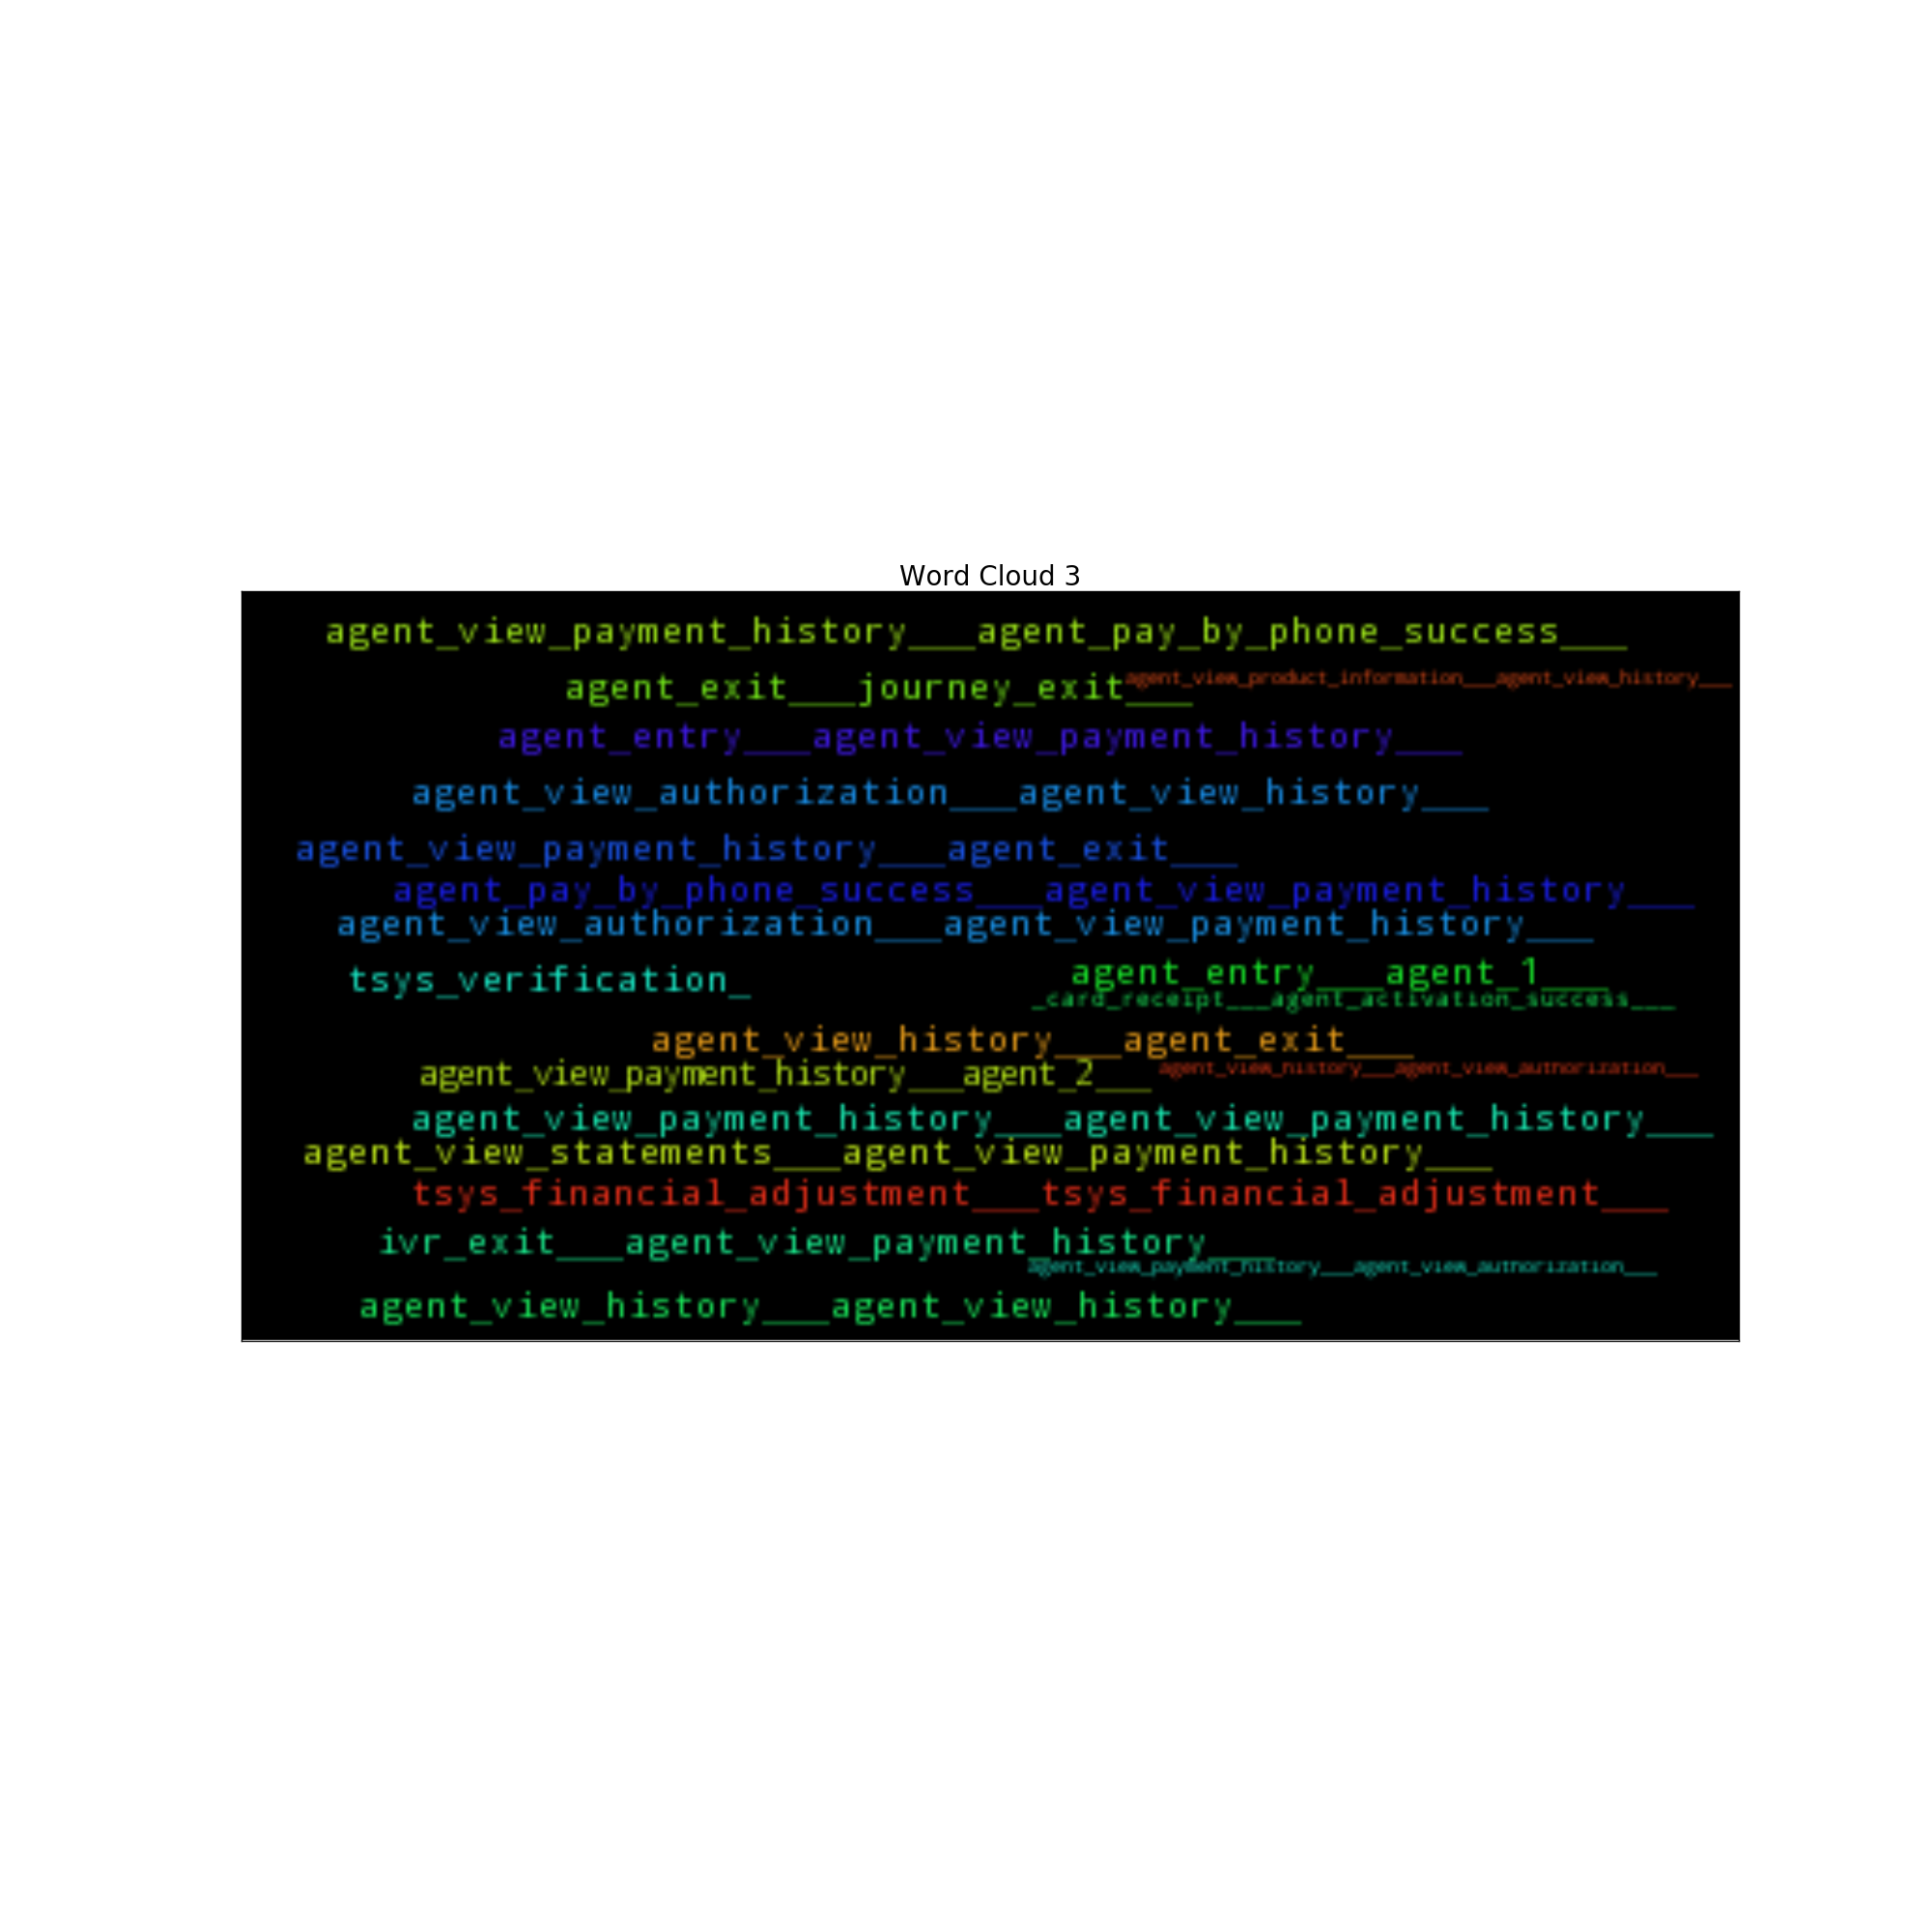 Word Cloud 3
agent_view_payment_history___agent_pay_by_phone_success___
agent_exit___journey_exit___ agent_view_product_information___agent_view_history___
agent_entry___agent_view_payment_history___
agent_view_authorization___agent_view_history___
agent_view_payment_history___agent_exit___
agent_pay_by_phone_success___agent_view_payment_history___
agent_view_authorization___agent_view_payment_history___
tsys_verification_ agent_entry___agent_1___
_card_receipt___agent_activation_success___
agent_view_history___agent_exit___
agent_view_payment_history___agent_2___ agent_view_history___agent_view_authorization___
agent_view_payment_history___agent_view_payment_history___
agent_view_statements___agent_view_payment_history___
tsys_financial_adjustment___tsys_financial_adjustment___
ivr_exit___agent_view_payment_history___
agent_view_payment_history___agent_view_authorization___
agent_view_history___agent_view_history___